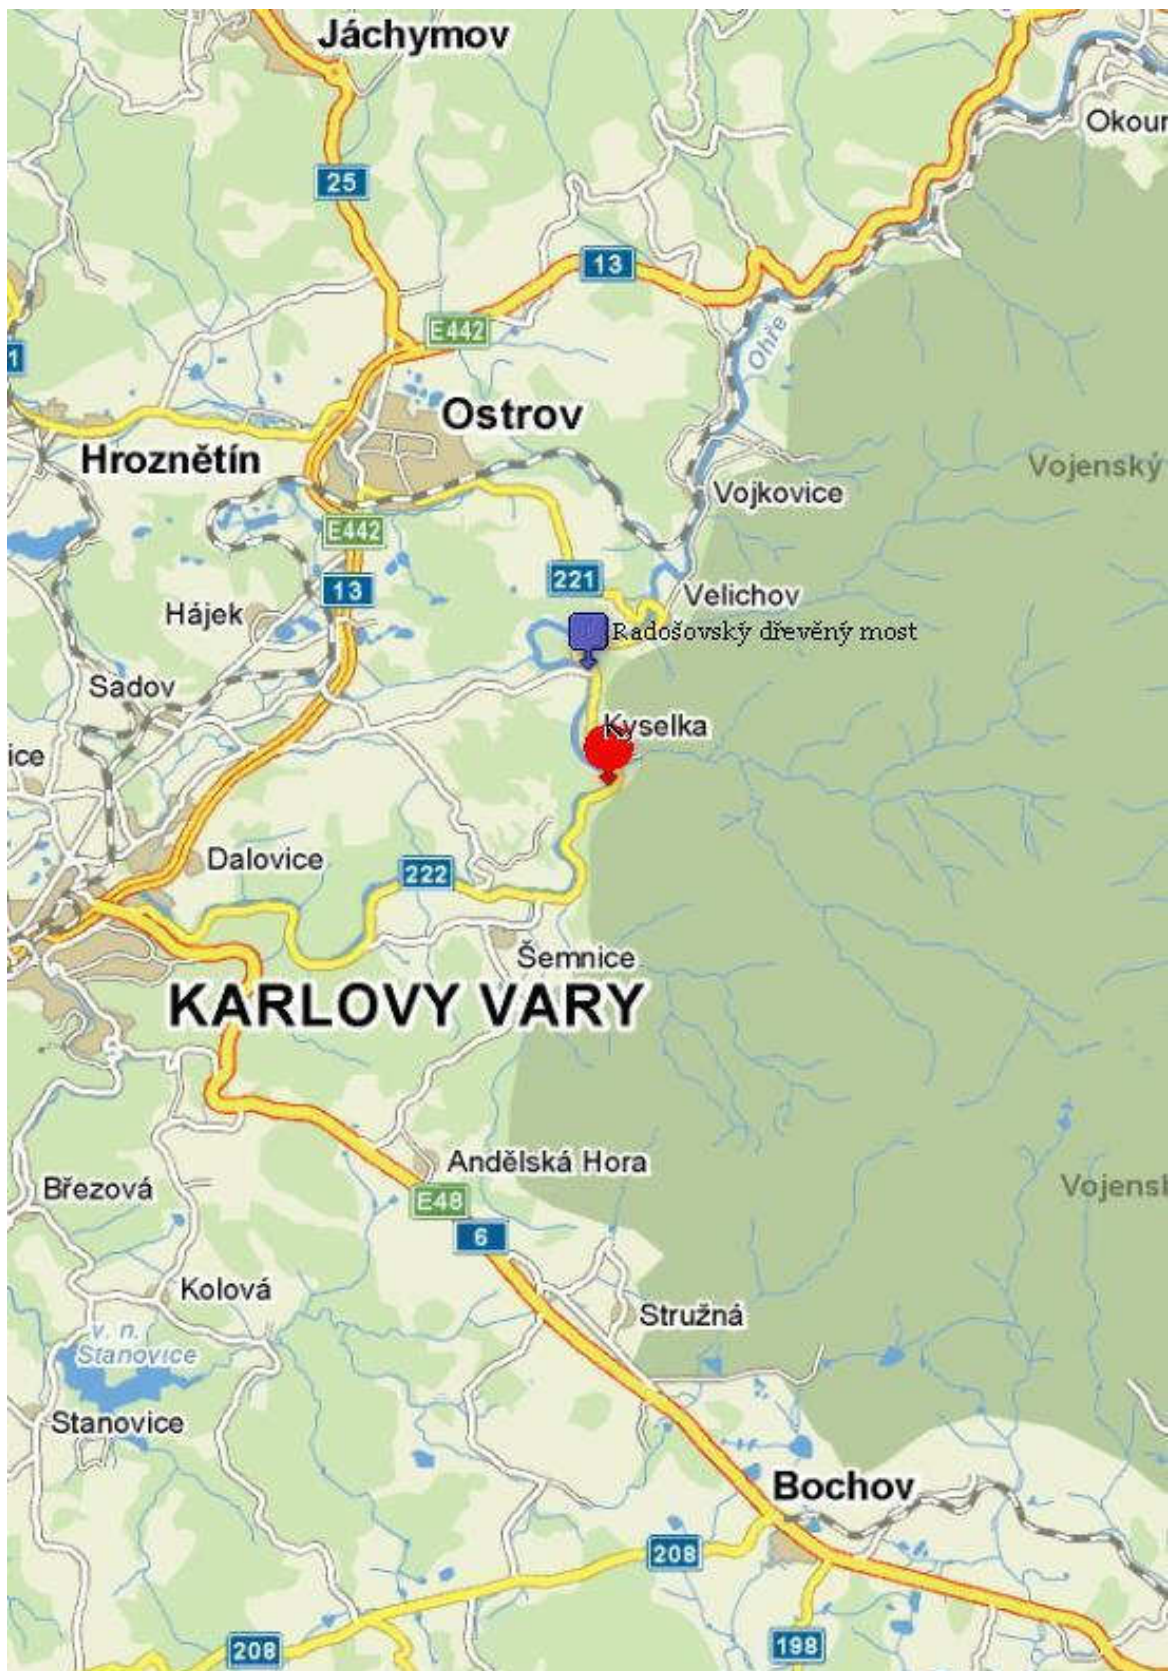 Jáchymov
Okour
25
13
E442
1
Ohře
Ostrov
Hroznětín
Vojenský
Vojkovice
E442
221
13
Velichov
Hájek
Radošovský dřevěný most
Sadov
Kyselka
ice
Dalovice
222
Šemnice
KARLOVY VARY
Andělská Hora
Březová
E48
Vojensk
6
Kolová
Stružná
v. n.
Stanovice
Stanovice
Bochov
208
198
208